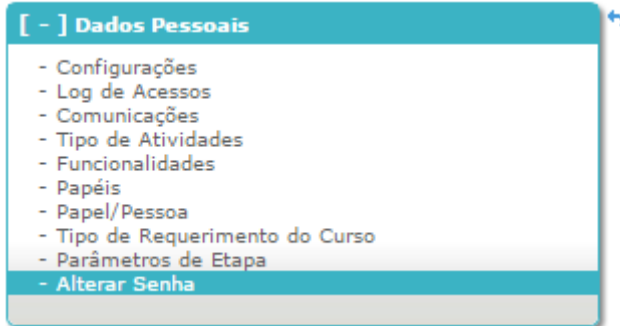 [ - ] Dados Pessoais
- Configurações
- Log de Acessos
- Comunicações
- Tipo de Atividades
- Funcionalidades
- Papéis
- Papel/Pessoa
- Tipo de Requerimento do Curso
- Parâmetros de Etapa
- Alterar Senha